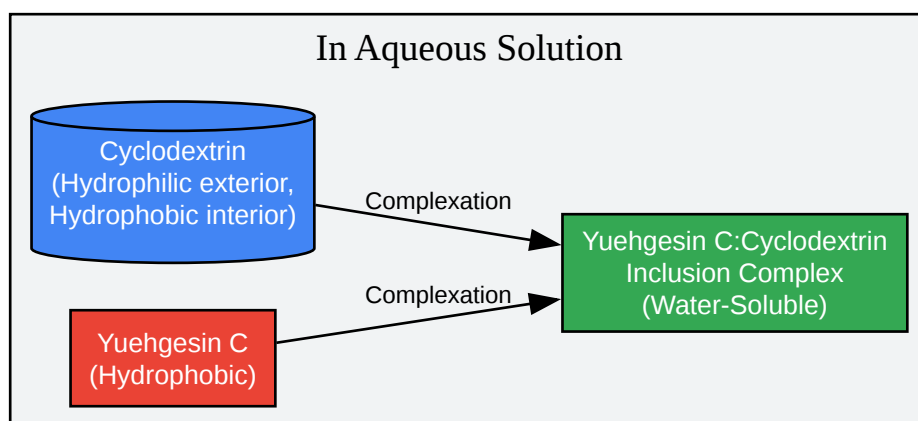 In Aqueous Solution
Cyclodextrin
(Hydrophilic exterior,
Hydrophobic interior)
Complexation
Yuehgesin C:Cyclodextrin
Inclusion Complex
(Water-Soluble)
Complexation
Yuehgesin C
(Hydrophobic)